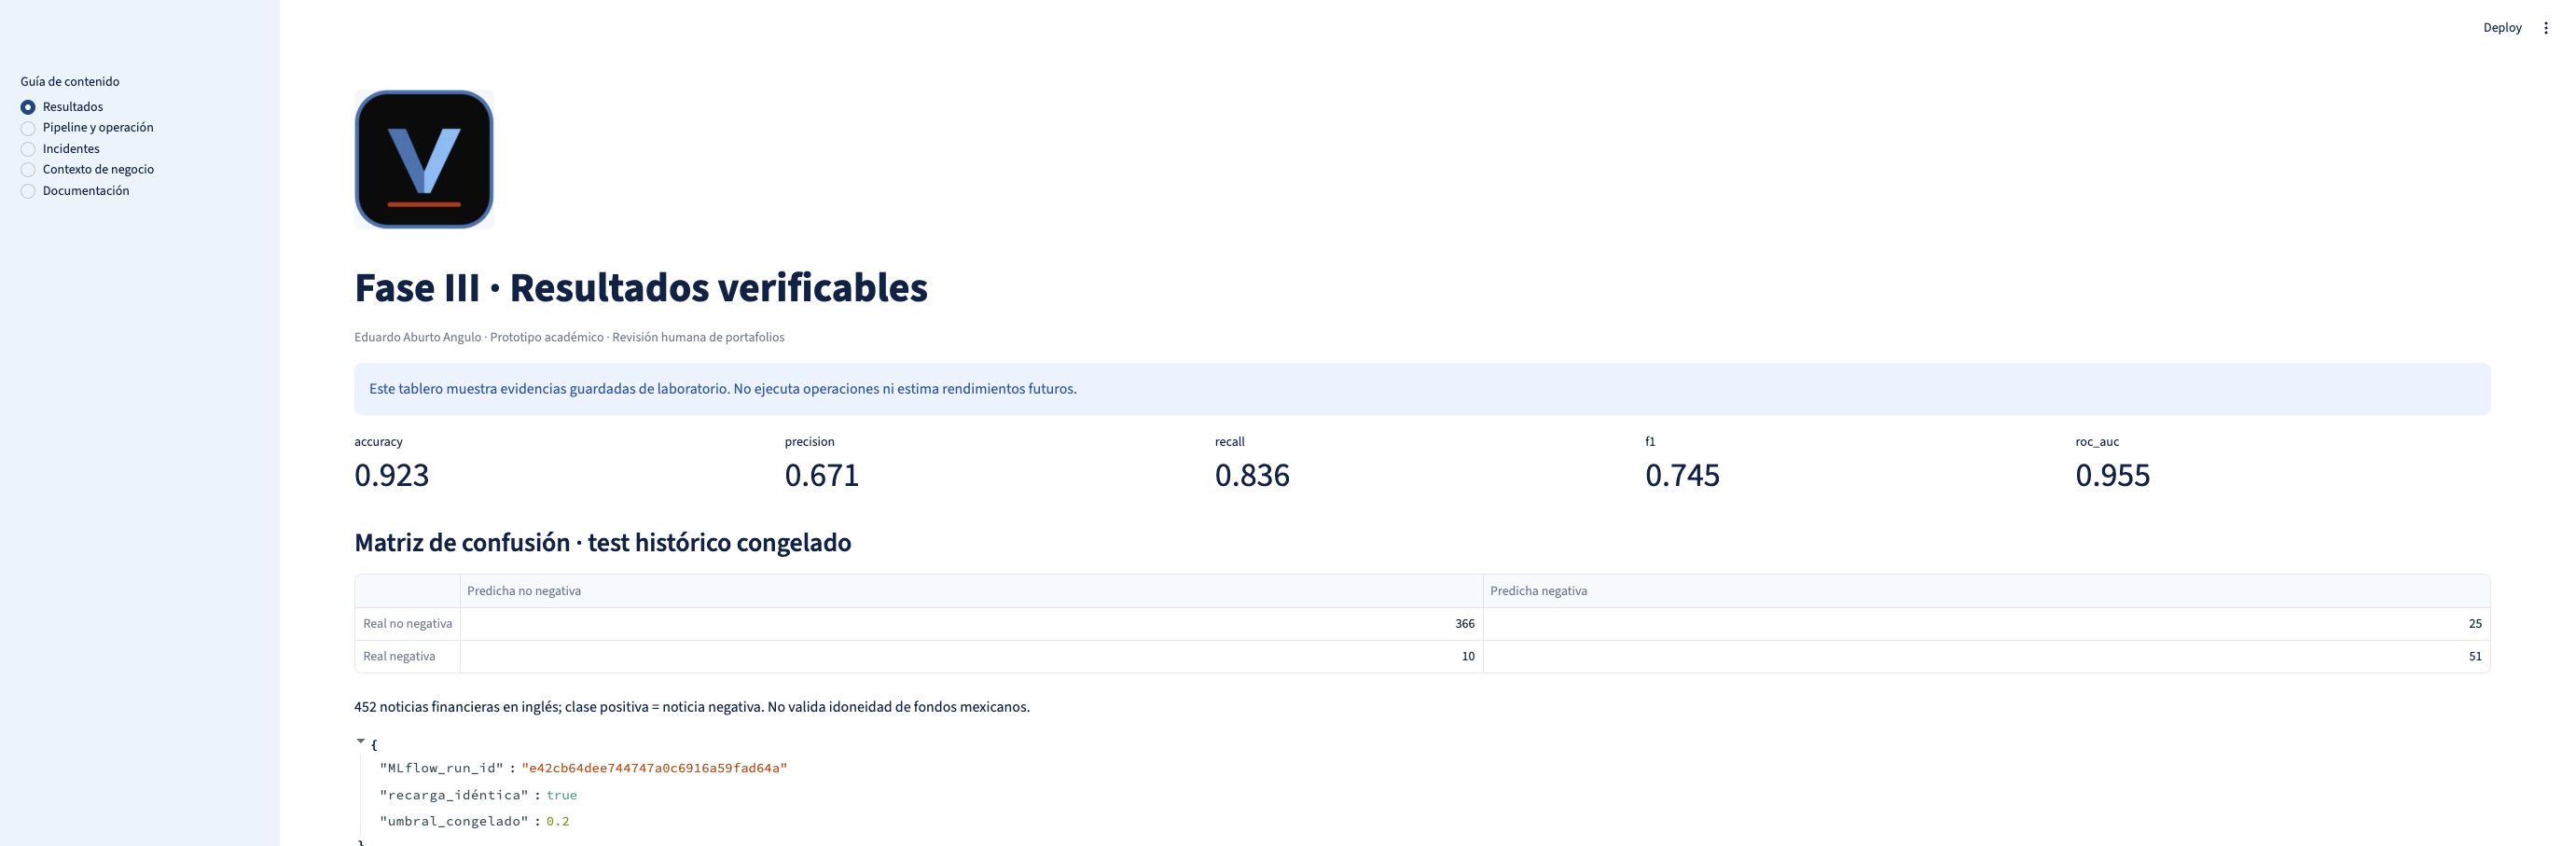 Deploy
Guía de contenido
Resultados
Pipeline y operación
Incidentes
Contexto de negocio
Documentación
V
Fase III · Resultados verificables
Eduardo Aburto Angulo · Prototipo académico · Revisión humana de portafolios
Este tablero muestra evidencias guardadas de laboratorio. No ejecuta operaciones ni estima rendimientos futuros.
accuracy precision recall f1 roc_auc
0.923 0.671 0.836 0.745 0.955
Matriz de confusión · test histórico congelado
Predicha no negativa Predicha negativa
Real no negativa 366 25
Real negativa 10 51
452 noticias financieras en inglés; clase positiva = noticia negativa. No valida idoneidad de fondos mexicanos.
{
"MLflow_run_id" : "e42cb64dee744747a0c6916a59fad64a"
"recarga_idéntica" : true
"umbral_congelado" : 0.2
}